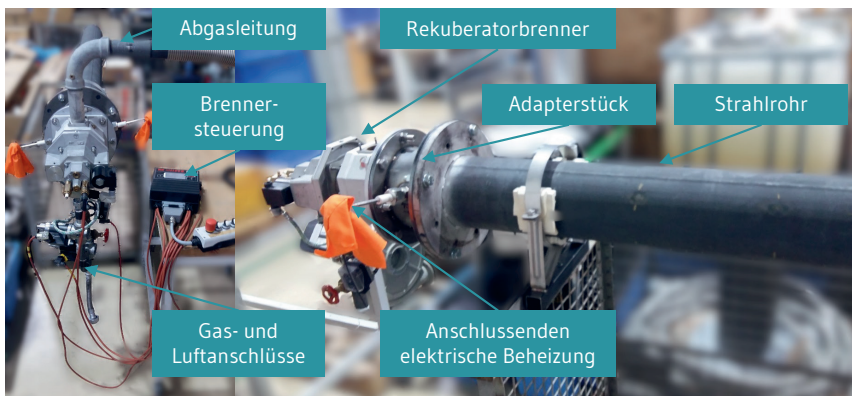 Abgasleitung
Brenner-
steuerung
Gas- und
Luftanschlüsse
Rekuberatorbrenner
Adapterstück
Strahlrohr
Anschlussenden
elektrische Beheizung